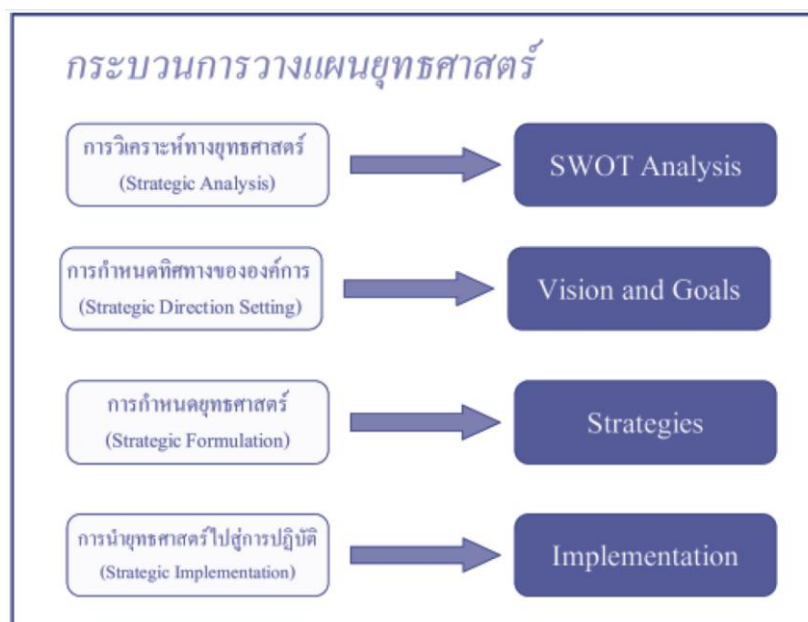 กระบวนการวางแผนยุทธศาสตร์
การวิเคราะห์ทางยุทธศาสตร์
(Strategic Analysis)
SWOT Analysis
การกำหนดทิศทางขององค์การ
(Strategic Direction Setting)
Vision and Goals
การกำหนดยุทธศาสตร์
(Strategic Formulation)
Strategies
การนำยุทธศาสตร์ไปสู่การปฏิบัติ
(Strategic Implementation)
Implementation